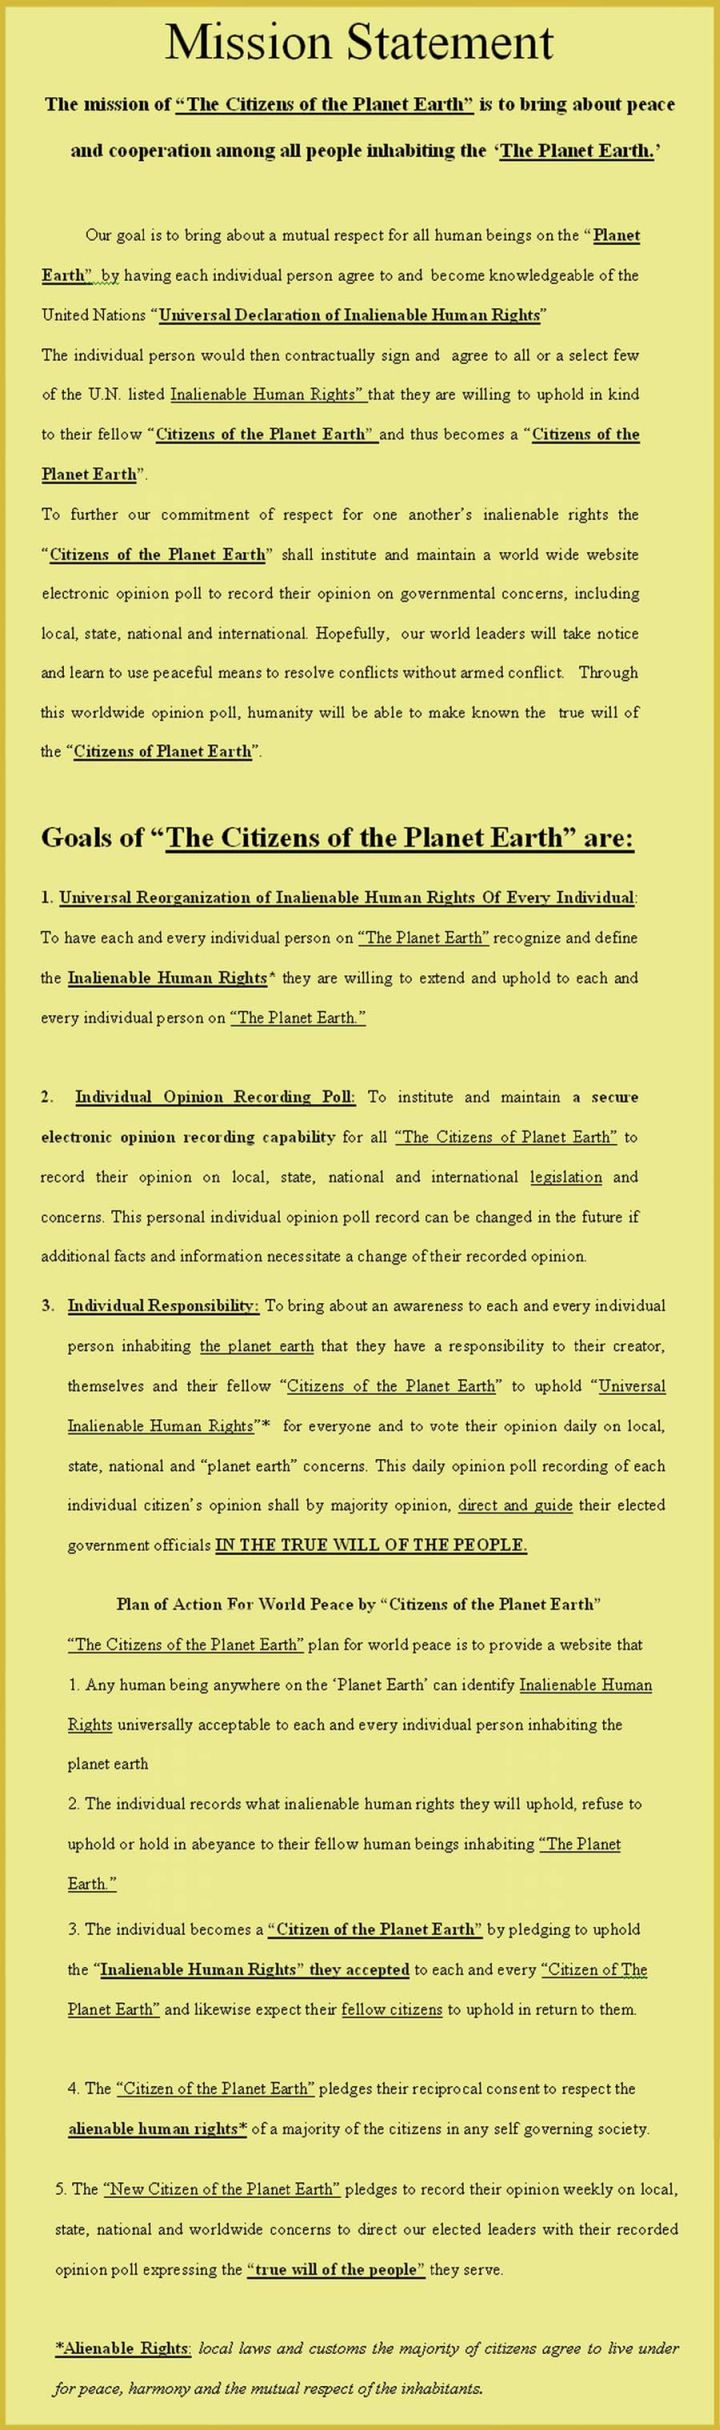 Mission Statement
The mission of “The Citizens of the Planet Earth” is to bring about peace
and cooperation among all people inhabiting the ‘The Planet Earth.’
Our goal is to bring about a mutual respect for all human beings on the “Planet
Earth” by having each individual person agree to and become knowledgeable of the
United Nations “Universal Declaration of Inalienable Human Rights”
The individual person would then contractually sign and agree to all or a select few
of the U.N. listed Inalienable Human Rights” that they are willing to uphold in kind
to their fellow “Citizens of the Planet Earth” and thus becomes a “Citizens of the
Planet Earth”.
To further our commitment of respect for one another’s inalienable rights the
“Citizens of the Planet Earth” shall institute and maintain a world wide website
electronic opinion poll to record their opinion on governmental concerns, including
local, state, national and international. Hopefully, our world leaders will take notice
and learn to use peaceful means to resolve conflicts without armed conflict. Through
this worldwide opinion poll, humanity will be able to make known the true will of
the “Citizens of Planet Earth”.
Goals of “The Citizens of the Planet Earth” are:
1. Universal Reorganization of Inalienable Human Rights Of Every Individual:
To have each and every individual person on “The Planet Earth” recognize and define
the Inalienable Human Rights* they are willing to extend and uphold to each and
every individual person on “The Planet Earth.”
2. Individual Opinion Recording Poll: To institute and maintain a secure
electronic opinion recording capability for all “The Citizens of Planet Earth” to
record their opinion on local, state, national and international legislation and
concerns. This personal individual opinion poll record can be changed in the future if
additional facts and information necessitate a change of their recorded opinion.
3. Individual Responsibility: To bring about an awareness to each and every individual
person inhabiting the planet earth that they have a responsibility to their creator,
themselves and their fellow “Citizens of the Planet Earth” to uphold “Universal
Inalienable Human Rights”* for everyone and to vote their opinion daily on local,
state, national and “planet earth” concerns. This daily opinion poll recording of each
individual citizen’s opinion shall by majority opinion, direct and guide their elected
government officials IN THE TRUE WILL OF THE PEOPLE.
Plan of Action For World Peace by “Citizens of the Planet Earth”
“The Citizens of the Planet Earth” plan for world peace is to provide a website that
1. Any human being anywhere on the ‘Planet Earth’ can identify Inalienable Human
Rights universally acceptable to each and every individual person inhabiting the
planet earth
2. The individual records what inalienable human rights they will uphold, refuse to
uphold or hold in abeyance to their fellow human beings inhabiting “The Planet
Earth.”
3. The individual becomes a “Citizen of the Planet Earth” by pledging to uphold
the “Inalienable Human Rights” they accepted to each and every “Citizen of The
Planet Earth” and likewise expect their fellow citizens to uphold in return to them.
4. The “Citizen of the Planet Earth” pledges their reciprocal consent to respect the
alienable human rights* of a majority of the citizens in any self governing society.
5. The “New Citizen of the Planet Earth” pledges to record their opinion weekly on local,
state, national and worldwide concerns to direct our elected leaders with their recorded
opinion poll expressing the “true will of the people” they serve.
*Alienable Rights: local laws and customs the majority of citizens agree to live under
for peace, harmony and the mutual respect of the inhabitants.